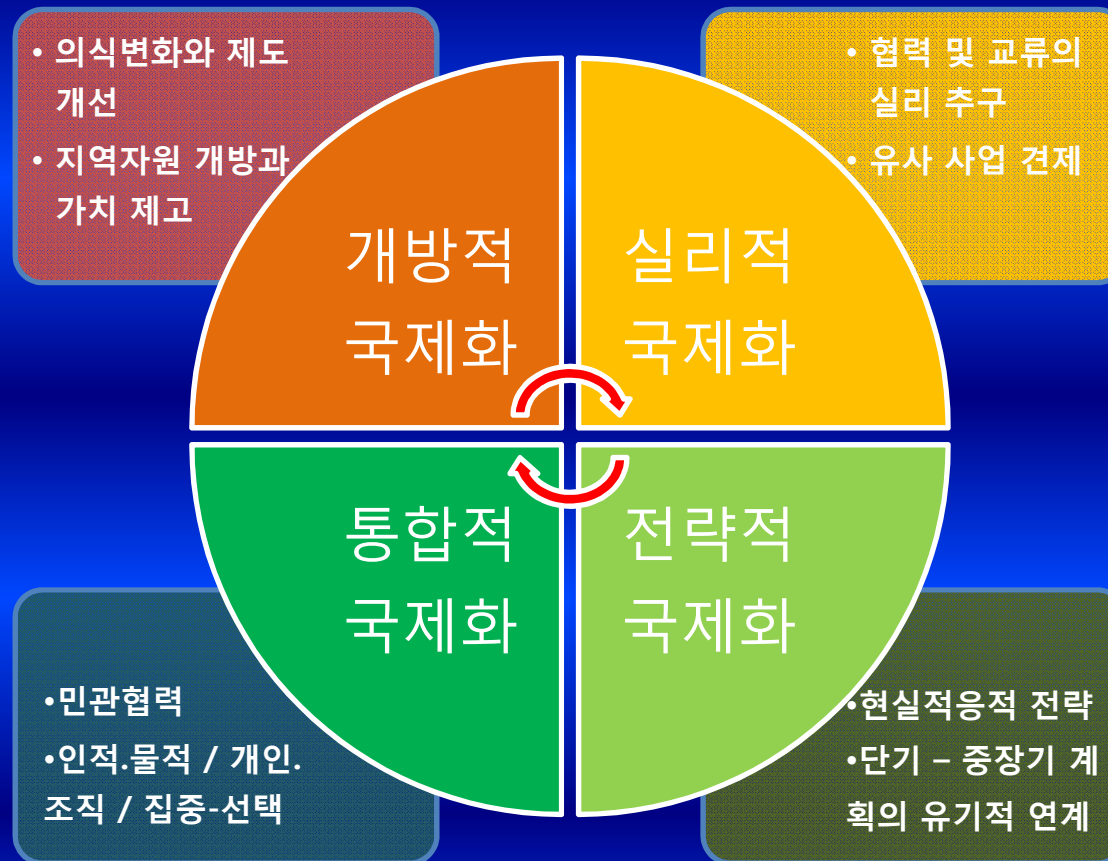 • 의식변화와 제도
개선
• 지역자원 개방과
가치 제고
• 협력 및 교류의
실리 추구
• 유사 사업 견제
개방적
국제화
실리적
국제화
통합적
국제화
전략적
국제화
•민관협력
•인적.물적 / 개인.
조직 / 집중-선택
•현실적응적 전략
•단기 – 중장기 계
획의 유기적 연계